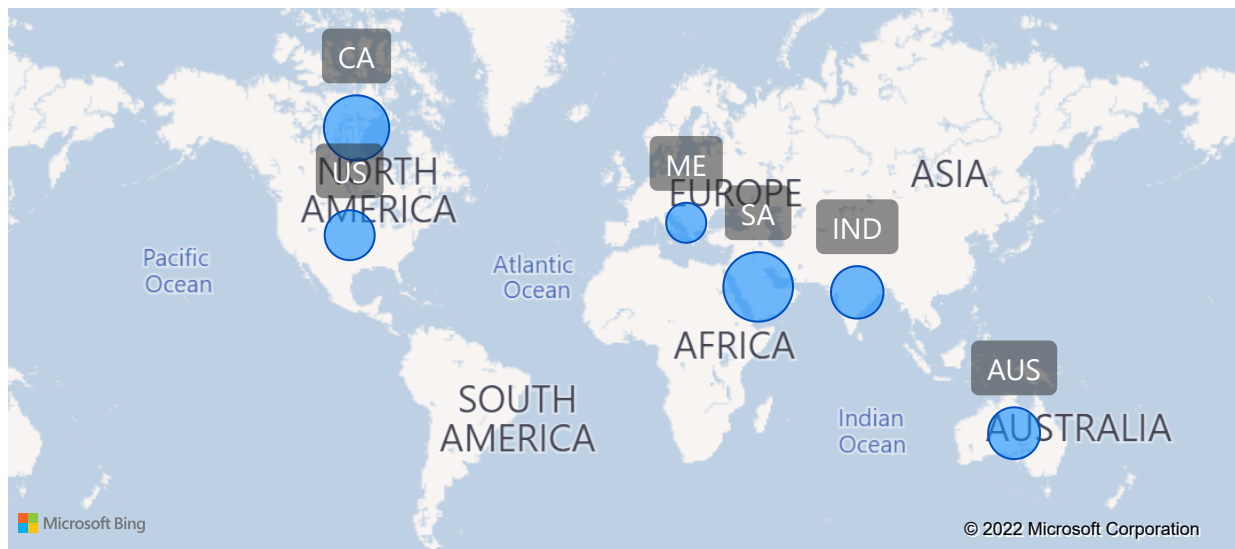 CA
NORTH
AMERICA
US
ME
EUROPE
SA
IND
ASIA
Pacific
Ocean
Atlantic
Ocean
AFRICA
SOUTH
AMERICA
AUS
AUSTRALIA
Indian
Ocean
Microsoft Bing
© 2022 Microsoft Corporation